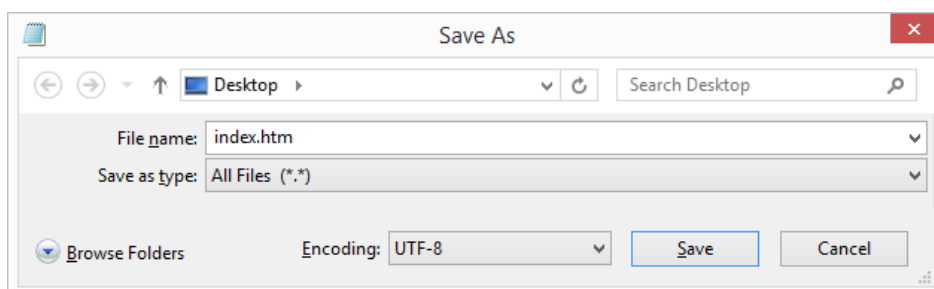 Save As
Desktop
Search Desktop
File name: index.htm
Save as type: All Files (*.*)
Browse Folders Encoding: UTF-8 Save Cancel